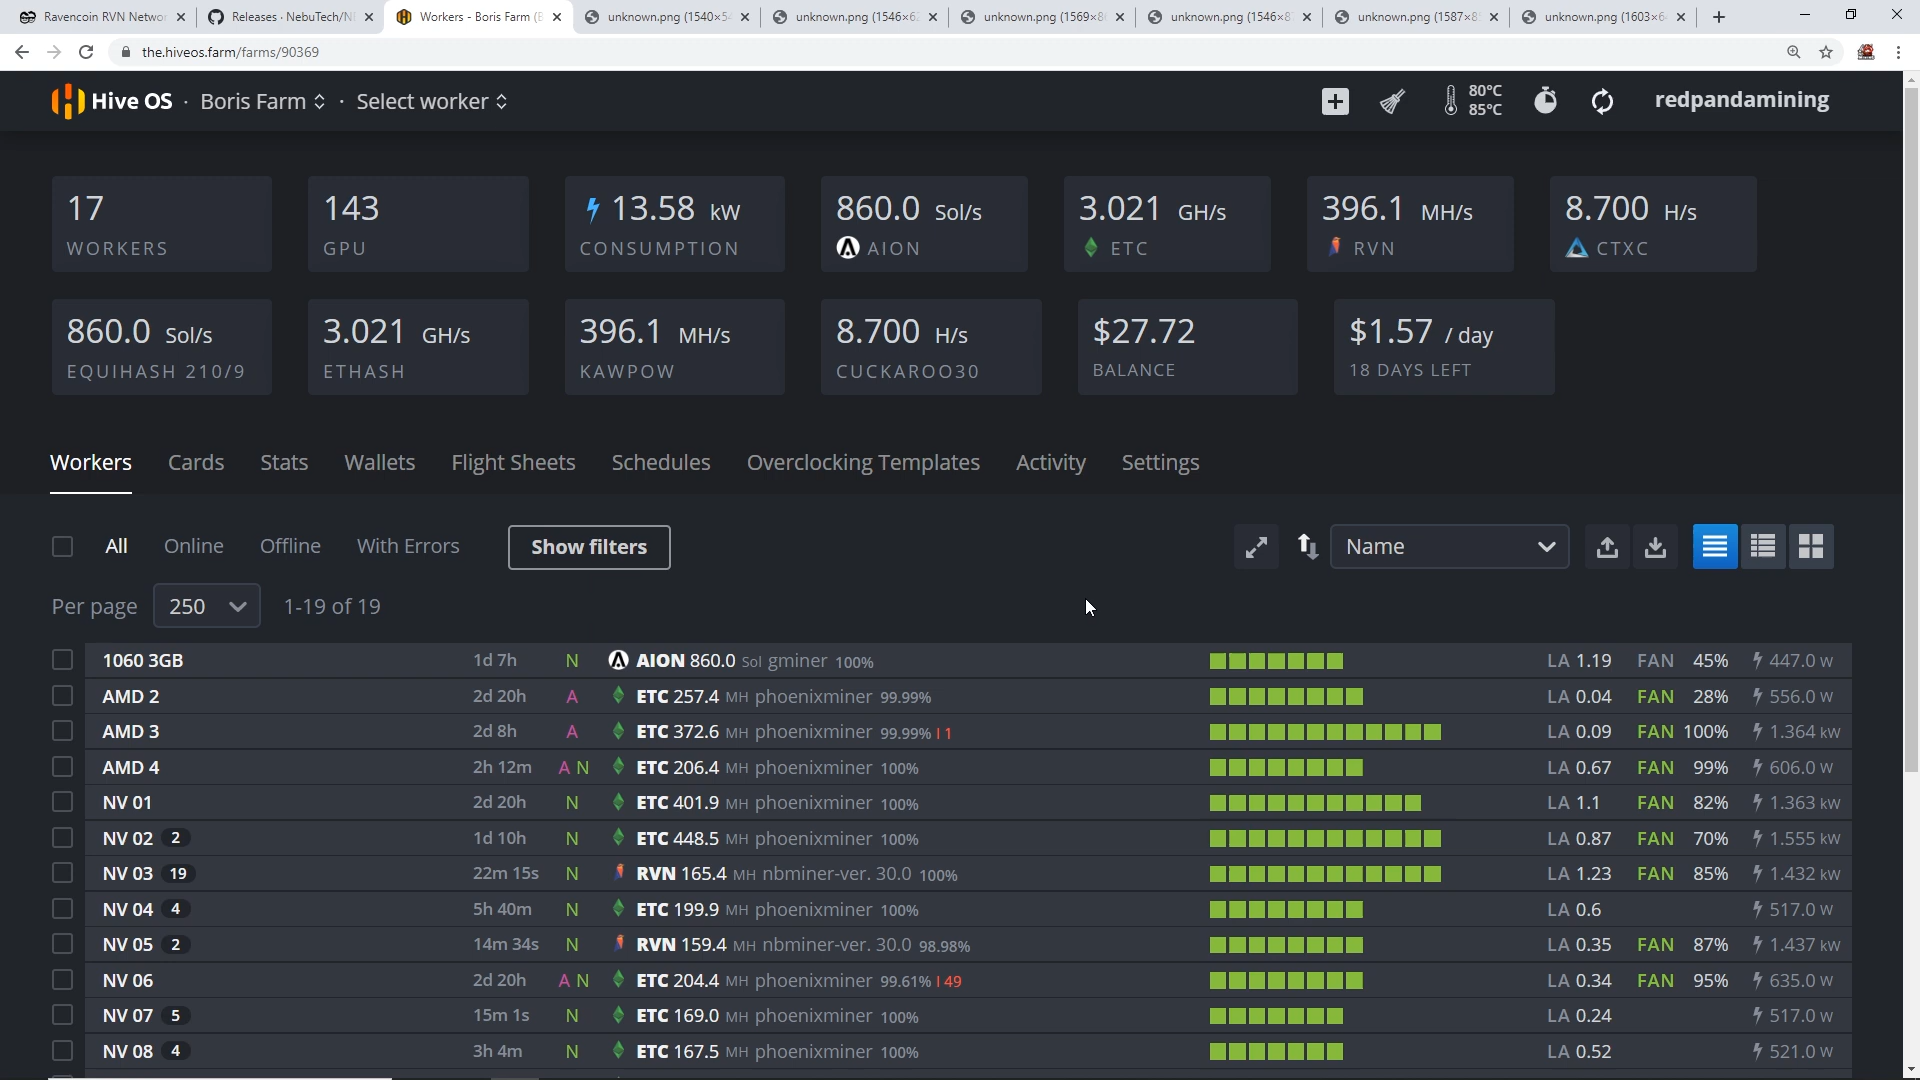 Ravencoin RVN Networ
Releases · NebuTech/N
Workers - Boris Farm (
unknown.png (1540×5
unknown.png (1546×6
unknown.png (1569×8
unknown.png (1546×8
unknown.png (1587×8
unknown.png (1603×6
the.hiveos.farm/farms/90369
Hive OS · Boris Farm · Select worker
80°C
85°C
redpandamining
17
WORKERS
143
GPU
13.58 kW
CONSUMPTION
860.0 Sol/s
AION
3.021 GH/s
ETC
396.1 MH/s
RVN
8.700 H/s
CTXC
860.0 Sol/s
EQUIHASH 210/9
3.021 GH/s
ETHASH
396.1 MH/s
KAWPOW
8.700 H/s
CUCKAROO30
$27.72
BALANCE
$1.57 / day
18 DAYS LEFT
Workers Cards Stats Wallets Flight Sheets Schedules Overclocking Templates Activity Settings
All Online Offline With Errors Show filters Name
Per page 250 1-19 of 19
1060 3GB 1d 7h N AION 860.0 Sol gminer 100% LA 1.19 FAN 45% 447.0 W
AMD 2 2d 20h A ETC 257.4 MH phoenixminer 99.99% LA 0.04 FAN 28% 556.0 W
AMD 3 2d 8h A ETC 372.6 MH phoenixminer 99.99% I 1 LA 0.09 FAN 100% 1.364 kW
AMD 4 2h 12m A N ETC 206.4 MH phoenixminer 100% LA 0.67 FAN 99% 606.0 W
NV 01 2d 20h N ETC 401.9 MH phoenixminer 100% LA 1.1 FAN 82% 1.363 kW
NV 02 2 1d 10h N ETC 448.5 MH phoenixminer 100% LA 0.87 FAN 70% 1.555 kW
NV 03 19 22m 15s N RVN 165.4 MH nbminer-ver. 30.0 100% LA 1.23 FAN 85% 1.432 kW
NV 04 4 5h 40m N ETC 199.9 MH phoenixminer 100% LA 0.6 517.0 W
NV 05 2 14m 34s N RVN 159.4 MH nbminer-ver. 30.0 98.98% LA 0.35 FAN 87% 1.437 kW
NV 06 2d 20h A N ETC 204.4 MH phoenixminer 99.61% I 49 LA 0.34 FAN 95% 635.0 W
NV 07 5 15m 1s N ETC 169.0 MH phoenixminer 100% LA 0.24 517.0 W
NV 08 4 3h 4m N ETC 167.5 MH phoenixminer 100% LA 0.52 521.0 W